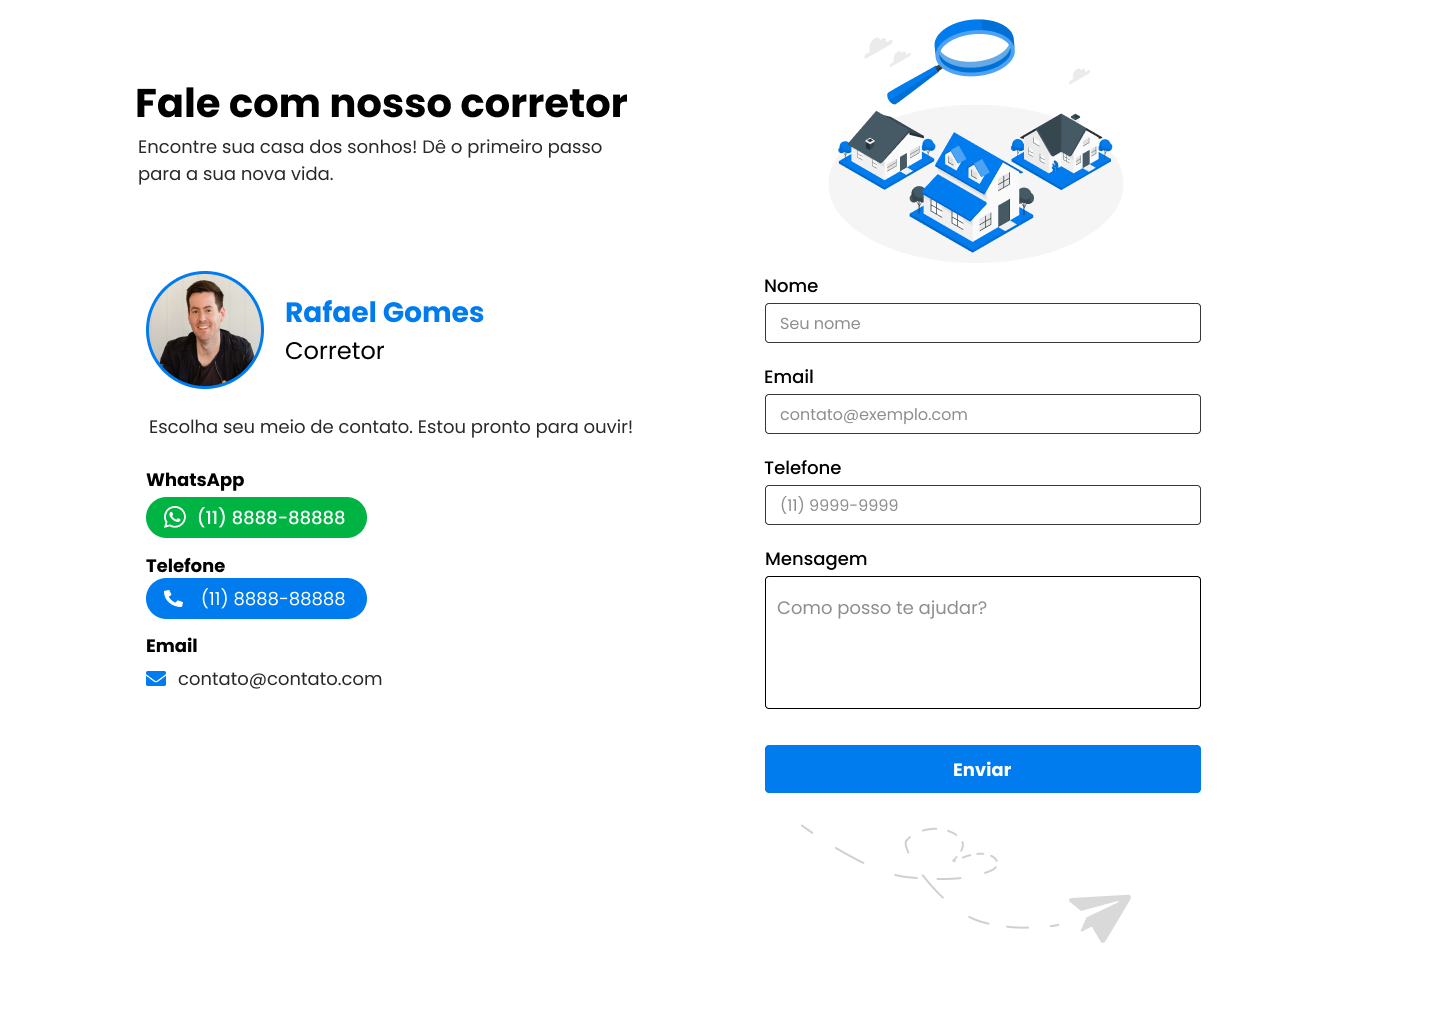 Fale com nosso corretor
Encontre sua casa dos sonhos! Dê o primeiro passo
para a sua nova vida.
Rafael Gomes
Corretor
Escolha seu meio de contato. Estou pronto para ouvir!
WhatsApp
(11) 8888-88888
Telefone
(11) 8888-88888
Email
contato@contato.com
Nome
Seu nome
Email
contato@exemplo.com
Telefone
(11) 9999-9999
Mensagem
Como posso te ajudar?
Enviar